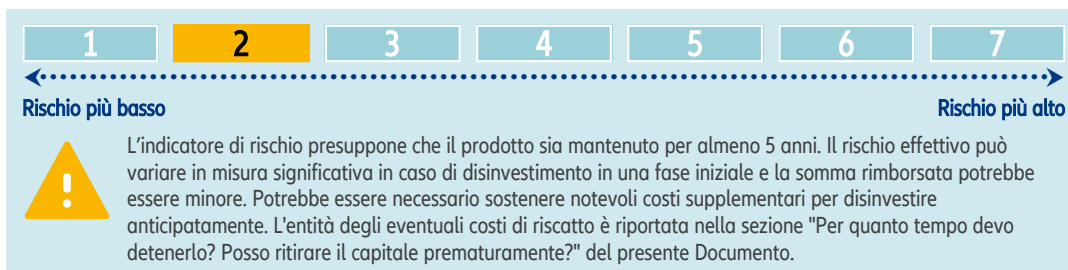 1 2 3 4 5 6 7
Rischio più basso Rischio più alto
L'indicatore di rischio presuppone che il prodotto sia mantenuto per almeno 5 anni. Il rischio effettivo può
variare in misura significativa in caso di disinvestimento in una fase iniziale e la somma rimborsata potrebbe
essere minore. Potrebbe essere necessario sostenere notevoli costi supplementari per disinvestire
anticipatamente. L'entità degli eventuali costi di riscatto è riportata nella sezione "Per quanto tempo devo
detenerlo? Posso ritirare il capitale prematuramente?" del presente Documento.